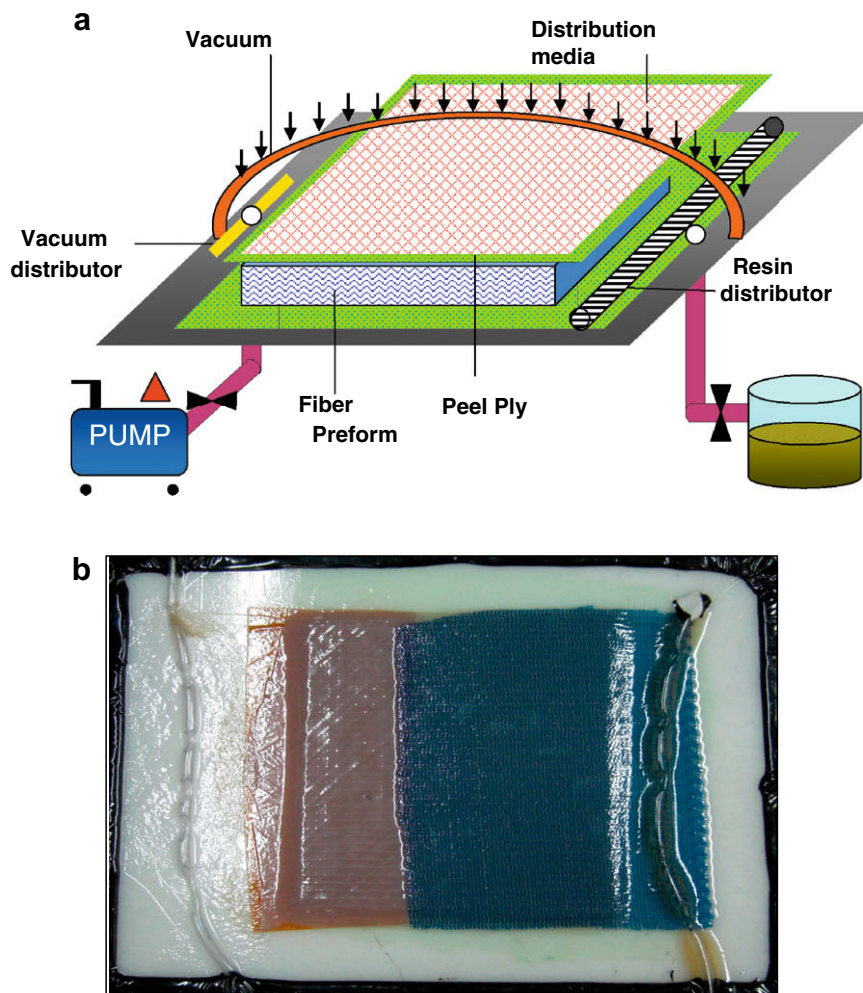 a
Vacuum
Distribution
media
Vacuum
distributor
Resin
distributor
Fiber
Preform
Peel Ply
PUMP
b